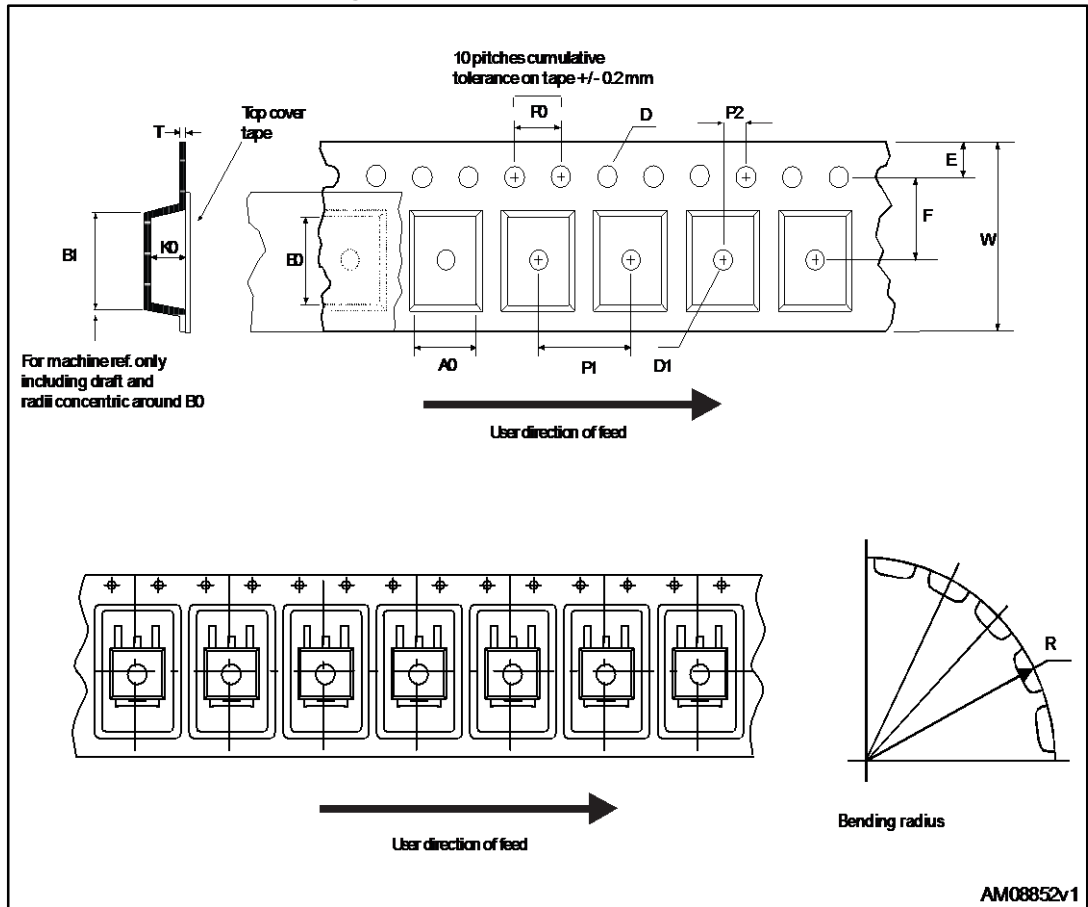 10 pitches cumulative
tolerance on tape +/- 0.2 mm
T
Top cover
tape
P0
D
P2
E
F
W
B1
K0
B0
For machine ref. only
including draft and
radii concentric around B0
A0
P1
D1
User direction of feed
R
Bending radius
User direction of feed
AM08852v1